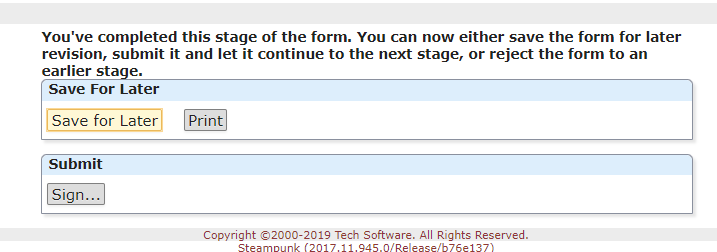 You've completed this stage of the form. You can now either save the form for later
revision, submit it and let it continue to the next stage, or reject the form to an
earlier stage.
Save For Later
Save for Later Print
Submit
Sign...
Copyright ©2000-2019 Tech Software. All Rights Reserved.
Steampunk (2017.11.945.0/Release/b76e137)